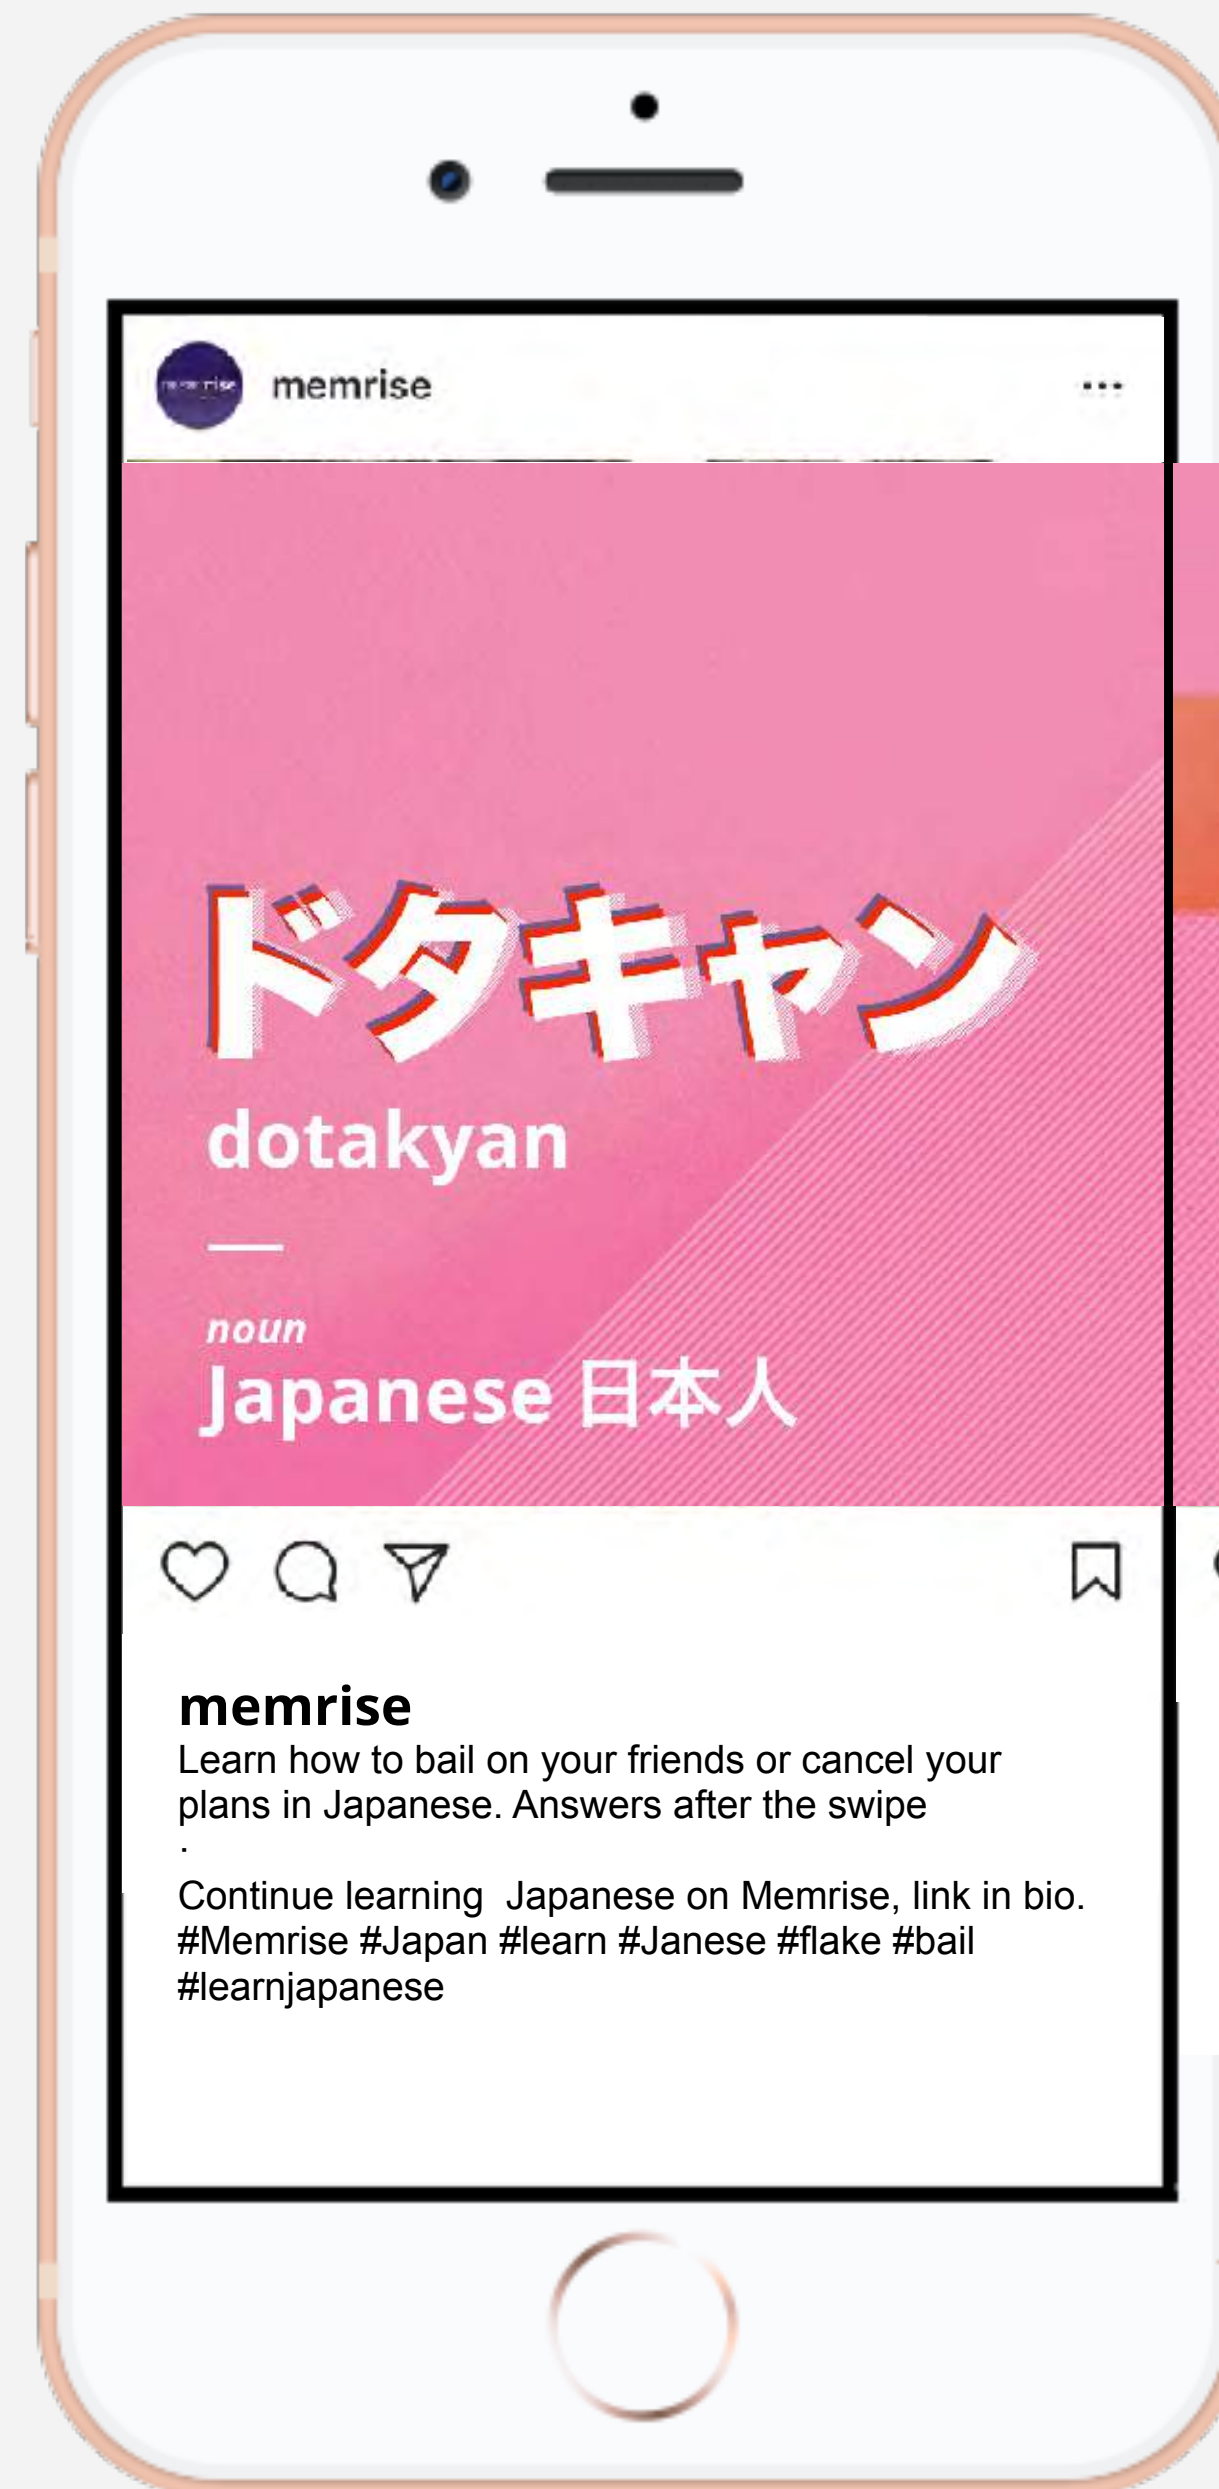 memrise
memrise
ドタキャン
dotakyan
noun
Japanese 日本人
memrise
Learn how to bail on your friends or cancel your
plans in Japanese. Answers after the swipe
.
Continue learning  Japanese on Memrise, link in bio.
#Memrise #Japan #learn #Janese #flake #bail
#learnjapanese